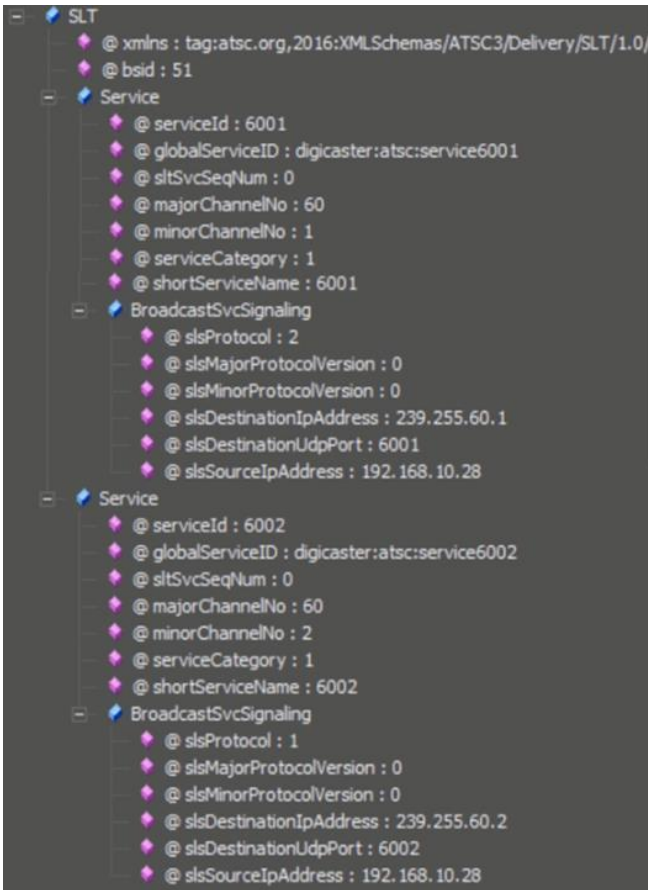 SLT
@ xmlns : tag:atsc.org,2016:XMLSchemas/ATSC3/Delivery/SLT/1.0/
@ bsid : 51
Service
@ serviceId : 6001
@ globalServiceID : digicaster:atsc:service6001
@ sltSvcSeqNum : 0
@ majorChannelNo : 60
@ minorChannelNo : 1
@ serviceCategory : 1
@ shortServiceName : 6001
BroadcastSvcSignaling
@ slsProtocol : 2
@ slsMajorProtocolVersion : 0
@ slsMinorProtocolVersion : 0
@ slsDestinationIpAddress : 239.255.60.1
@ slsDestinationUdpPort : 6001
@ slsSourceIpAddress : 192.168.10.28
Service
@ serviceId : 6002
@ globalServiceID : digicaster:atsc:service6002
@ sltSvcSeqNum : 0
@ majorChannelNo : 60
@ minorChannelNo : 2
@ serviceCategory : 1
@ shortServiceName : 6002
BroadcastSvcSignaling
@ slsProtocol : 1
@ slsMajorProtocolVersion : 0
@ slsMinorProtocolVersion : 0
@ slsDestinationIpAddress : 239.255.60.2
@ slsDestinationUdpPort : 6002
@ slsSourceIpAddress : 192.168.10.28